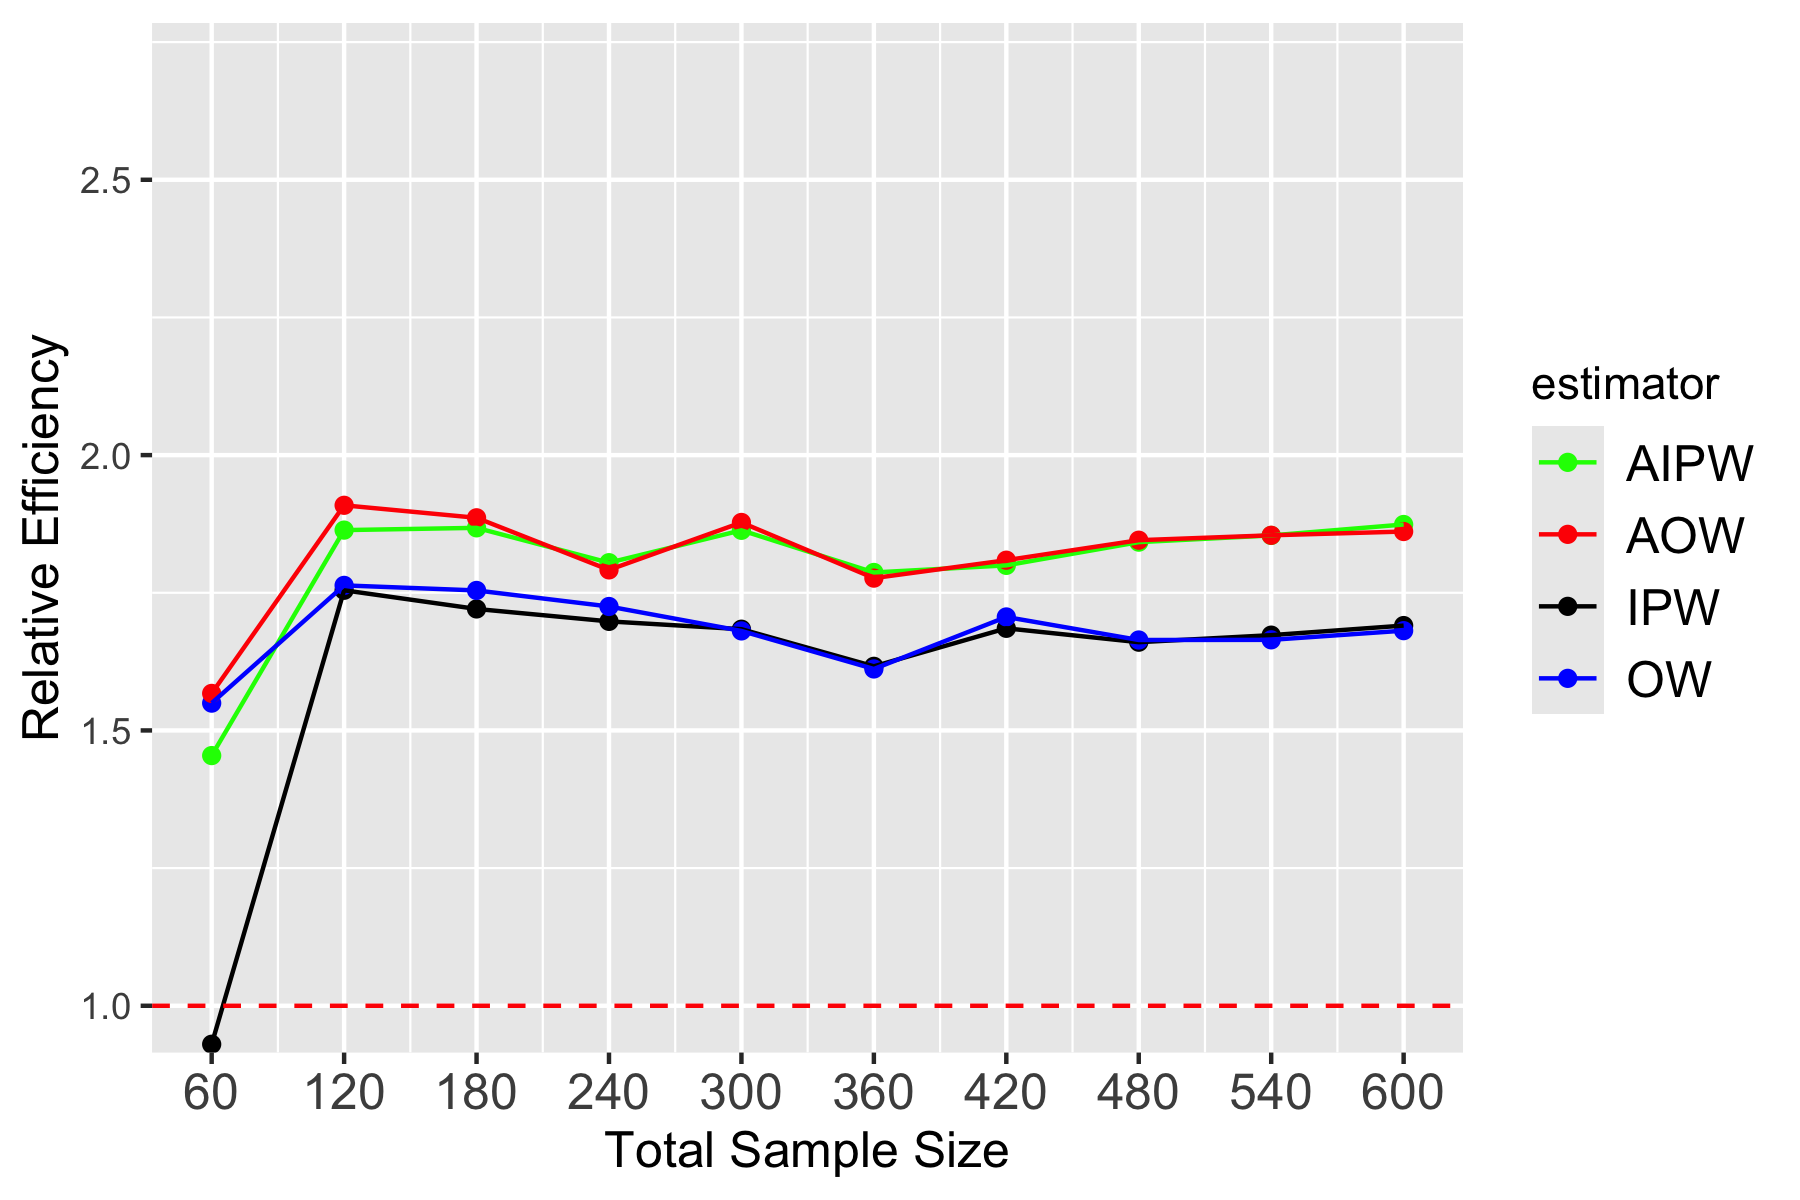 Relative Efficiency
2.5
2.0
1.5
1.0
60 120 180 240 300 360 420 480 540 600
Total Sample Size
estimator
AIPW
AOW
IPW
OW